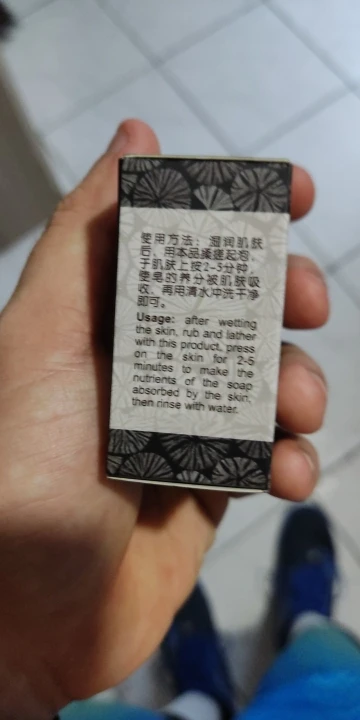 使用方法：湿润肌肤
后，用本品揉搓起泡，
于肌肤上按2-5分钟，
使皂的养分被肌肤吸
收，再用清水冲洗干净
即可。
Usage: after wetting
the skin, rub and lather
with this product, press
on the skin for 2-5
minutes to make the
nutrients of the soap
absorbed by the skin,
then rinse with water.